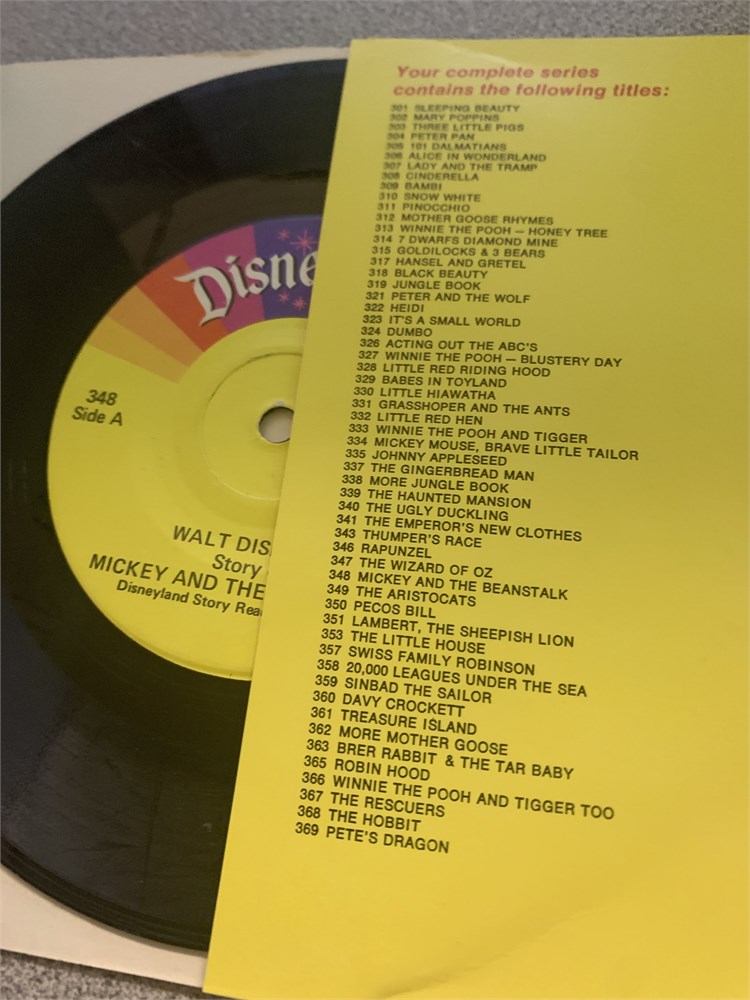 Disne
348
Side A
WALT DIS
Story
MICKEY AND THE
Disneyland Story Rea
Your complete series
contains the following titles:
301 SLEEPING BEAUTY
302 MARY POPPINS
303 THREE LITTLE PIGS
304 PETER PAN
305 101 DALMATIANS
306 ALICE IN WONDERLAND
307 LADY AND THE TRAMP
308 CINDERELLA
309 BAMBI
310 SNOW WHITE
311 PINOCCHIO
312 MOTHER GOOSE RHYMES
313 WINNIE THE POOH — HONEY TREE
314 7 DWARFS DIAMOND MINE
315 GOLDILOCKS & 3 BEARS
317 HANSEL AND GRETEL
318 BLACK BEAUTY
319 JUNGLE BOOK
321 PETER AND THE WOLF
322 HEIDI
323 IT'S A SMALL WORLD
324 DUMBO
326 ACTING OUT THE ABC'S
327 WINNIE THE POOH — BLUSTERY DAY
328 LITTLE RED RIDING HOOD
329 BABES IN TOYLAND
330 LITTLE HIAWATHA
331 GRASSHOPER AND THE ANTS
332 LITTLE RED HEN
333 WINNIE THE POOH AND TIGGER
334 MICKEY MOUSE, BRAVE LITTLE TAILOR
335 JOHNNY APPLESEED
337 THE GINGERBREAD MAN
338 MORE JUNGLE BOOK
339 THE HAUNTED MANSION
340 THE UGLY DUCKLING
341 THE EMPEROR'S NEW CLOTHES
343 THUMPER'S RACE
346 RAPUNZEL
347 THE WIZARD OF OZ
348 MICKEY AND THE BEANSTALK
349 THE ARISTOCATS
350 PECOS BILL
351 LAMBERT, THE SHEEPISH LION
353 THE LITTLE HOUSE
357 SWISS FAMILY ROBINSON
358 20,000 LEAGUES UNDER THE SEA
359 SINBAD THE SAILOR
360 DAVY CROCKETT
361 TREASURE ISLAND
362 MORE MOTHER GOOSE
363 BRER RABBIT & THE TAR BABY
365 ROBIN HOOD
366 WINNIE THE POOH AND TIGGER TOO
367 THE RESCUERS
368 THE HOBBIT
369 PETE'S DRAGON